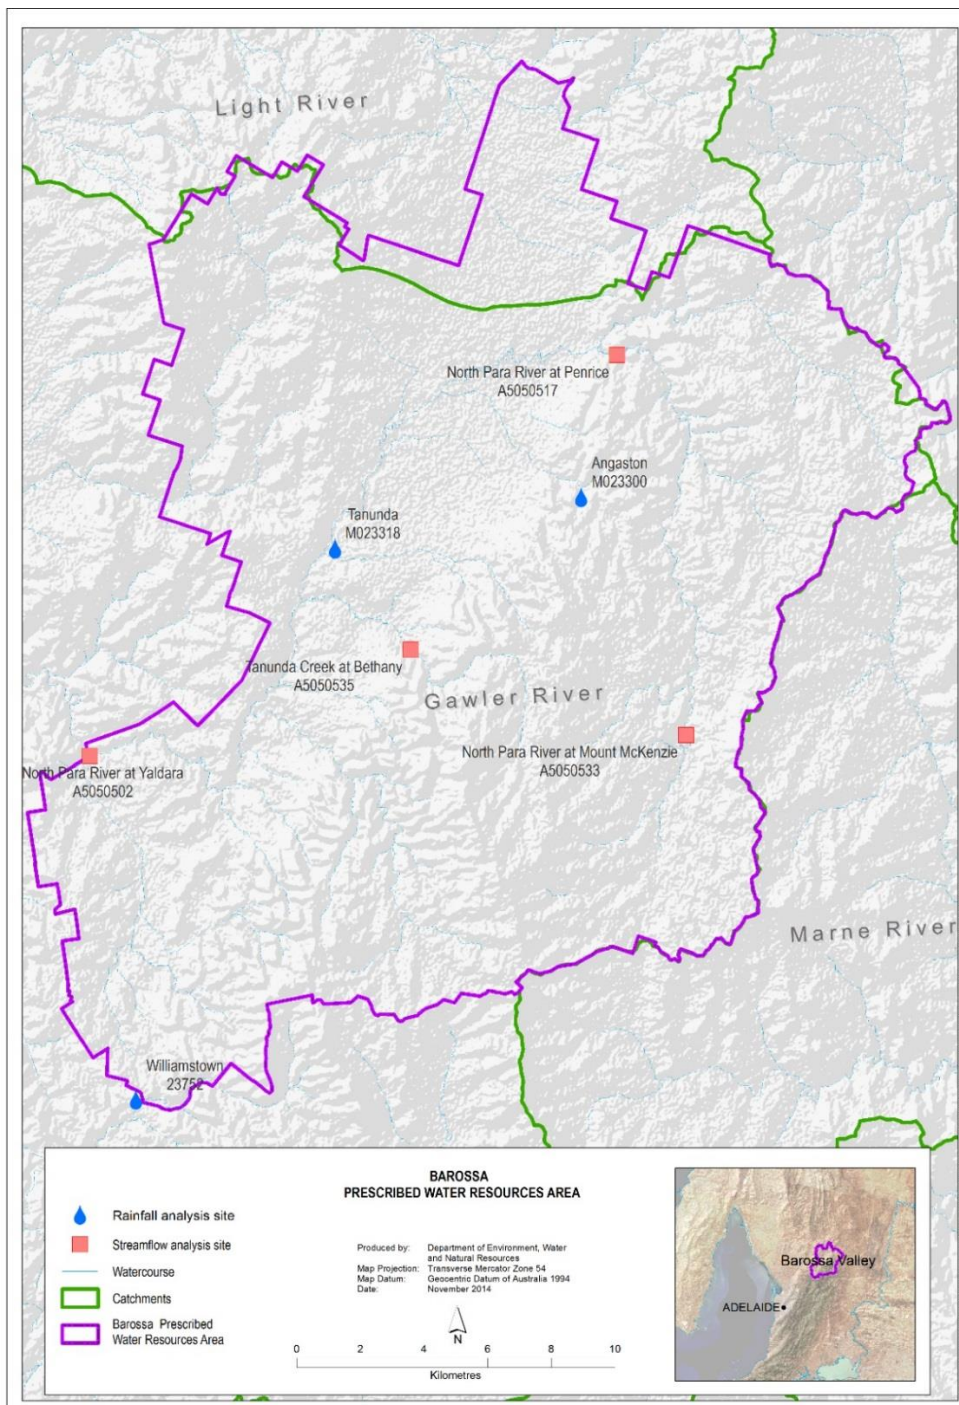 Light River
North Para River at Penrice
A5050517
Angaston
M023300
Tanunda
M023318
Tanunda Creek at Bethany
A5050535
Gawler River
North Para River at Mount McKenzie
A5050533
North Para River at Yaldara
A5050502
Marne River
Williamstown
23752
BAROSSA
PRESCRIBED WATER RESOURCES AREA
Rainfall analysis site
Streamflow analysis site
Watercourse
Catchments
Barossa Prescribed
Water Resources Area
Produced by: Department of Environment, Water
and Natural Resources
Map Projection: Transverse Mercator Zone 54
Map Datum: Geocentric Datum of Australia 1994
Date: November 2014
N
0 2 4 6 8 10
Kilometres
Barossa Valley
ADELAIDE